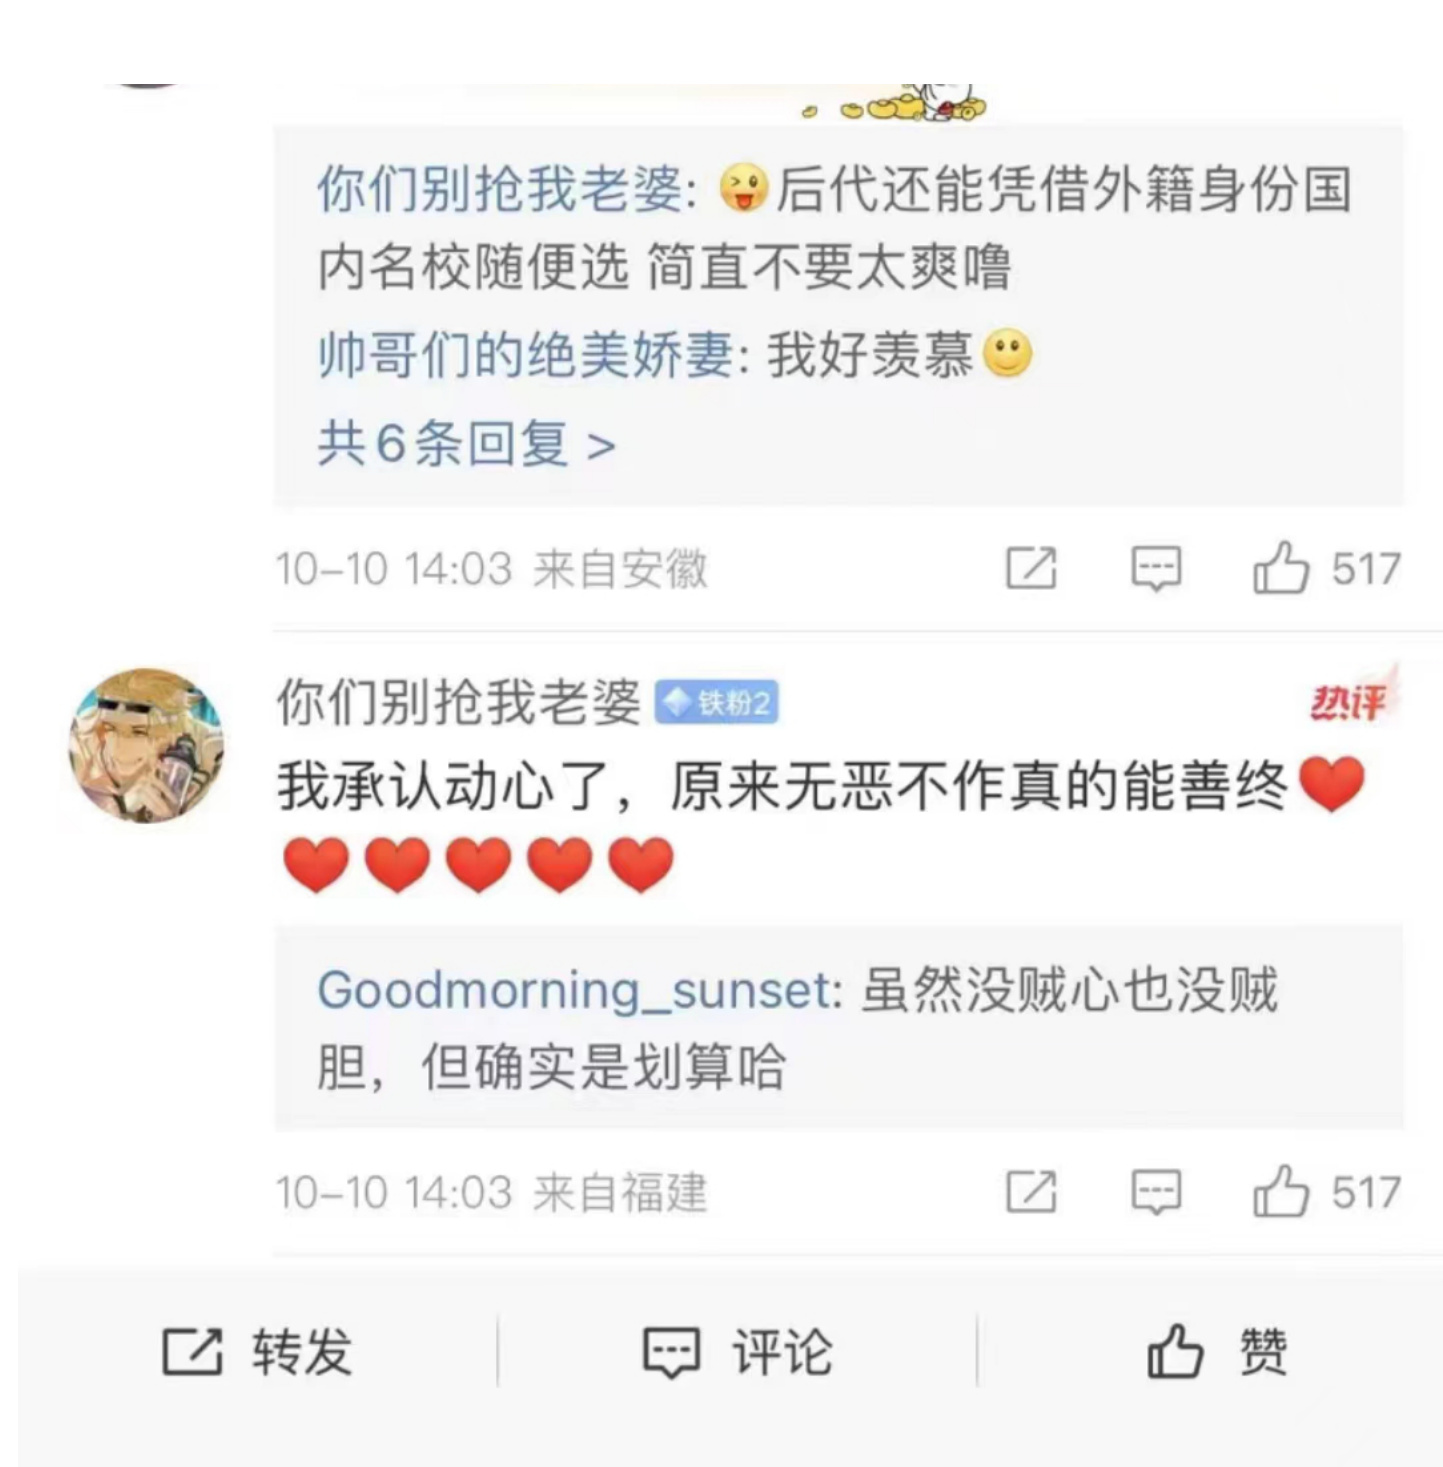 你们别抢我老婆: 😜后代还能凭借外籍身份国
内名校随便选 简直不要太爽噜
帅哥们的绝美娇妻: 我好羡慕🙂
共6条回复 >
10-10 14:03 来自安徽 517
你们别抢我老婆 铁粉2 热评
我承认动心了，原来无恶不作真的能善终❤️
❤️❤️❤️❤️❤️
Goodmorning_sunset: 虽然没贼心也没贼
胆，但确实是划算哈
10-10 14:03 来自福建 517
转发 评论 赞